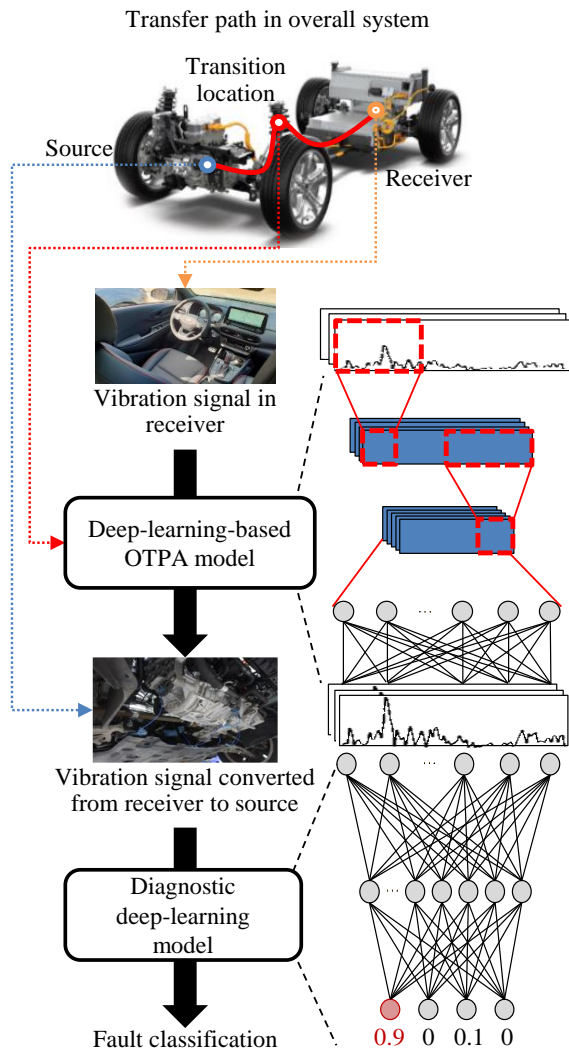 Transfer path in overall system
Transition
location
Source
Receiver
Vibration signal in
receiver
Deep-learning-based
OTPA model
...
Vibration signal converted
from receiver to source
...
Diagnostic
deep-learning
model
...
Fault classification
0.9 0 0.1 0